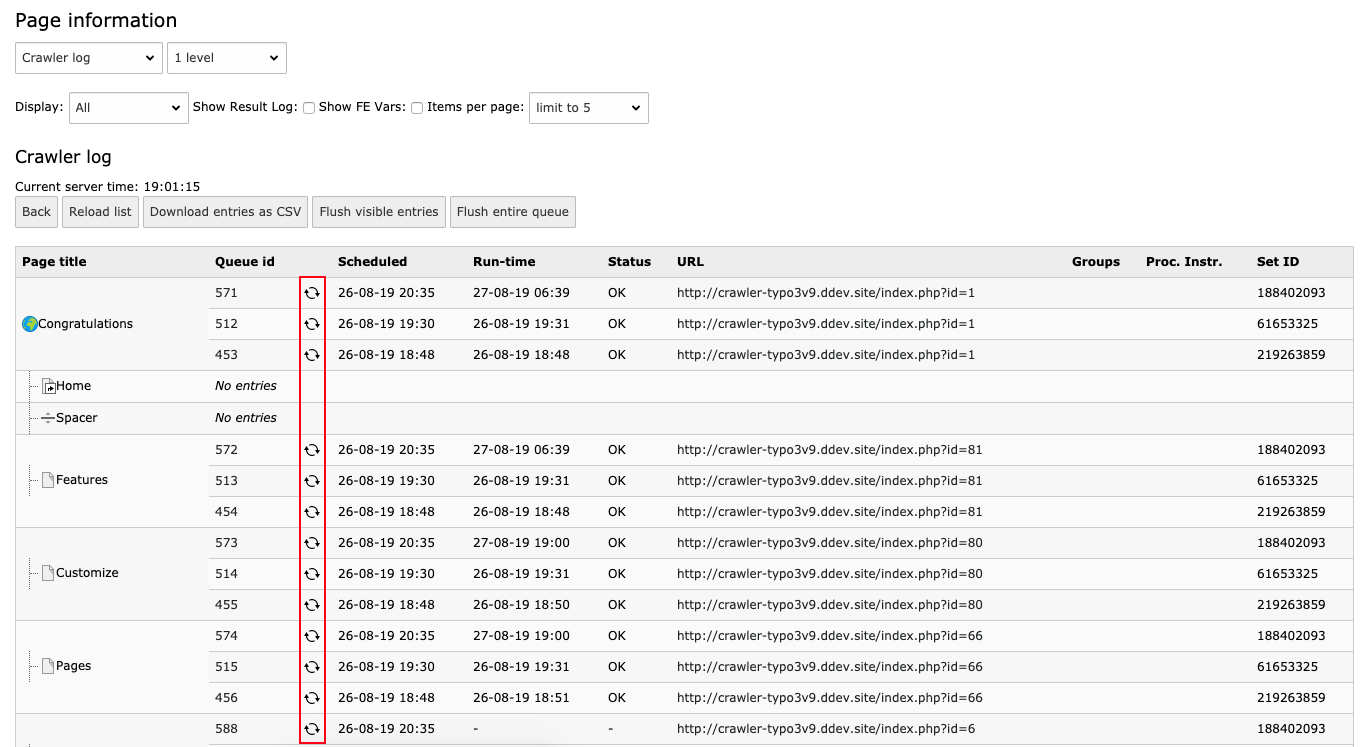 Page information
Crawler log 1 level
Display: All Show Result Log: Show FE Vars: Items per page: limit to 5
Crawler log
Current server time: 19:01:15
Back Reload list Download entries as CSV Flush visible entries Flush entire queue
Page title Queue id Scheduled Run-time Status URL Groups Proc. Instr. Set ID
571 26-08-19 20:35 27-08-19 06:39 OK http://crawler-typo3v9.ddev.site/index.php?id=1 188402093
Congratulations 512 26-08-19 19:30 26-08-19 19:31 OK http://crawler-typo3v9.ddev.site/index.php?id=1 61653325
453 26-08-19 18:48 26-08-19 18:48 OK http://crawler-typo3v9.ddev.site/index.php?id=1 219263859
Home No entries
Spacer No entries
572 26-08-19 20:35 27-08-19 06:39 OK http://crawler-typo3v9.ddev.site/index.php?id=81 188402093
Features 513 26-08-19 19:30 26-08-19 19:31 OK http://crawler-typo3v9.ddev.site/index.php?id=81 61653325
454 26-08-19 18:48 26-08-19 18:48 OK http://crawler-typo3v9.ddev.site/index.php?id=81 219263859
573 26-08-19 20:35 27-08-19 19:00 OK http://crawler-typo3v9.ddev.site/index.php?id=80 188402093
Customize 514 26-08-19 19:30 26-08-19 19:31 OK http://crawler-typo3v9.ddev.site/index.php?id=80 61653325
455 26-08-19 18:48 26-08-19 18:50 OK http://crawler-typo3v9.ddev.site/index.php?id=80 219263859
574 26-08-19 20:35 27-08-19 19:00 OK http://crawler-typo3v9.ddev.site/index.php?id=66 188402093
Pages 515 26-08-19 19:30 26-08-19 19:31 OK http://crawler-typo3v9.ddev.site/index.php?id=66 61653325
456 26-08-19 18:48 26-08-19 18:51 OK http://crawler-typo3v9.ddev.site/index.php?id=66 219263859
588 26-08-19 20:35 - - http://crawler-typo3v9.ddev.site/index.php?id=6 188402093